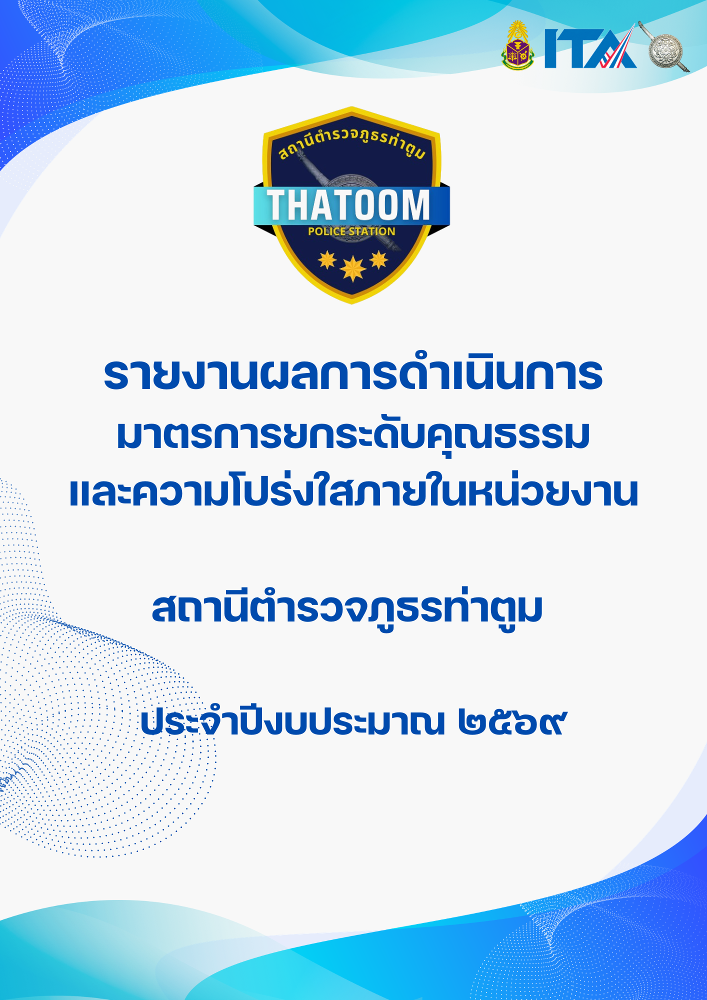 ITA
สถานีตำรวจภูธรท่าตูม
THATOOM
POLICE STATION
รายงานผลการดำเนินการ
มาตรการยกระดับคุณธรรม
และความโปร่งใสภายในหน่วยงาน
สถานีตำรวจภูธรท่าตูม
ประจำปีงบประมาณ ๒๕๖๙